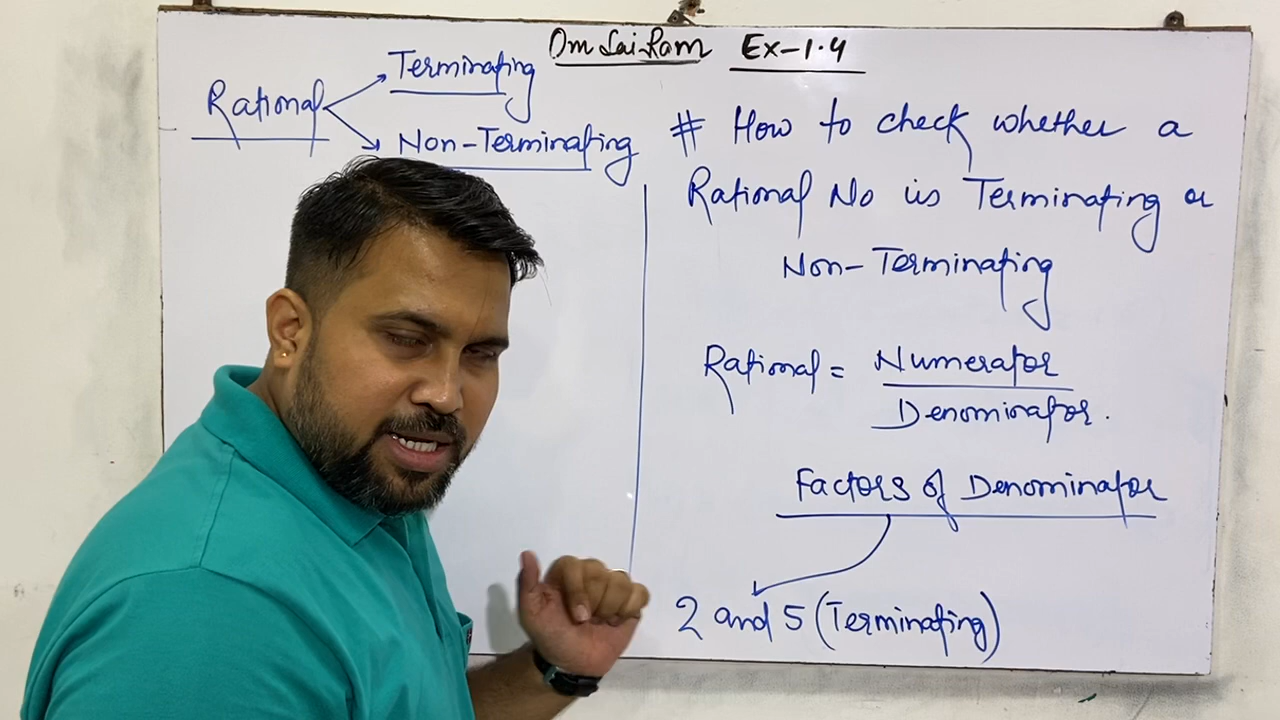 Om Sai Ram Ex-1.4
Rational
Terminating
Non-Terminating
# How to check whether a
Rational No is Terminating or
Non-Terminating
Rational = Numerator
Denominator.
Factors of Denominator
2 and 5 (Terminating)